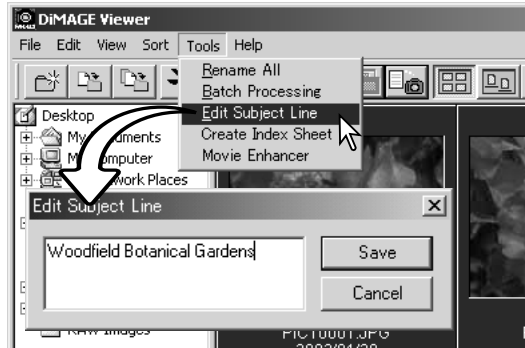 DiMAGE Viewer
File Edit View Sort Tools Help
Rename All
Batch Processing
Edit Subject Line
Create Index Sheet
Movie Enhancer
Desktop
Edit Subject Line
Woodfield Botanical Gardens
Save
Cancel
PICT0001.JPG